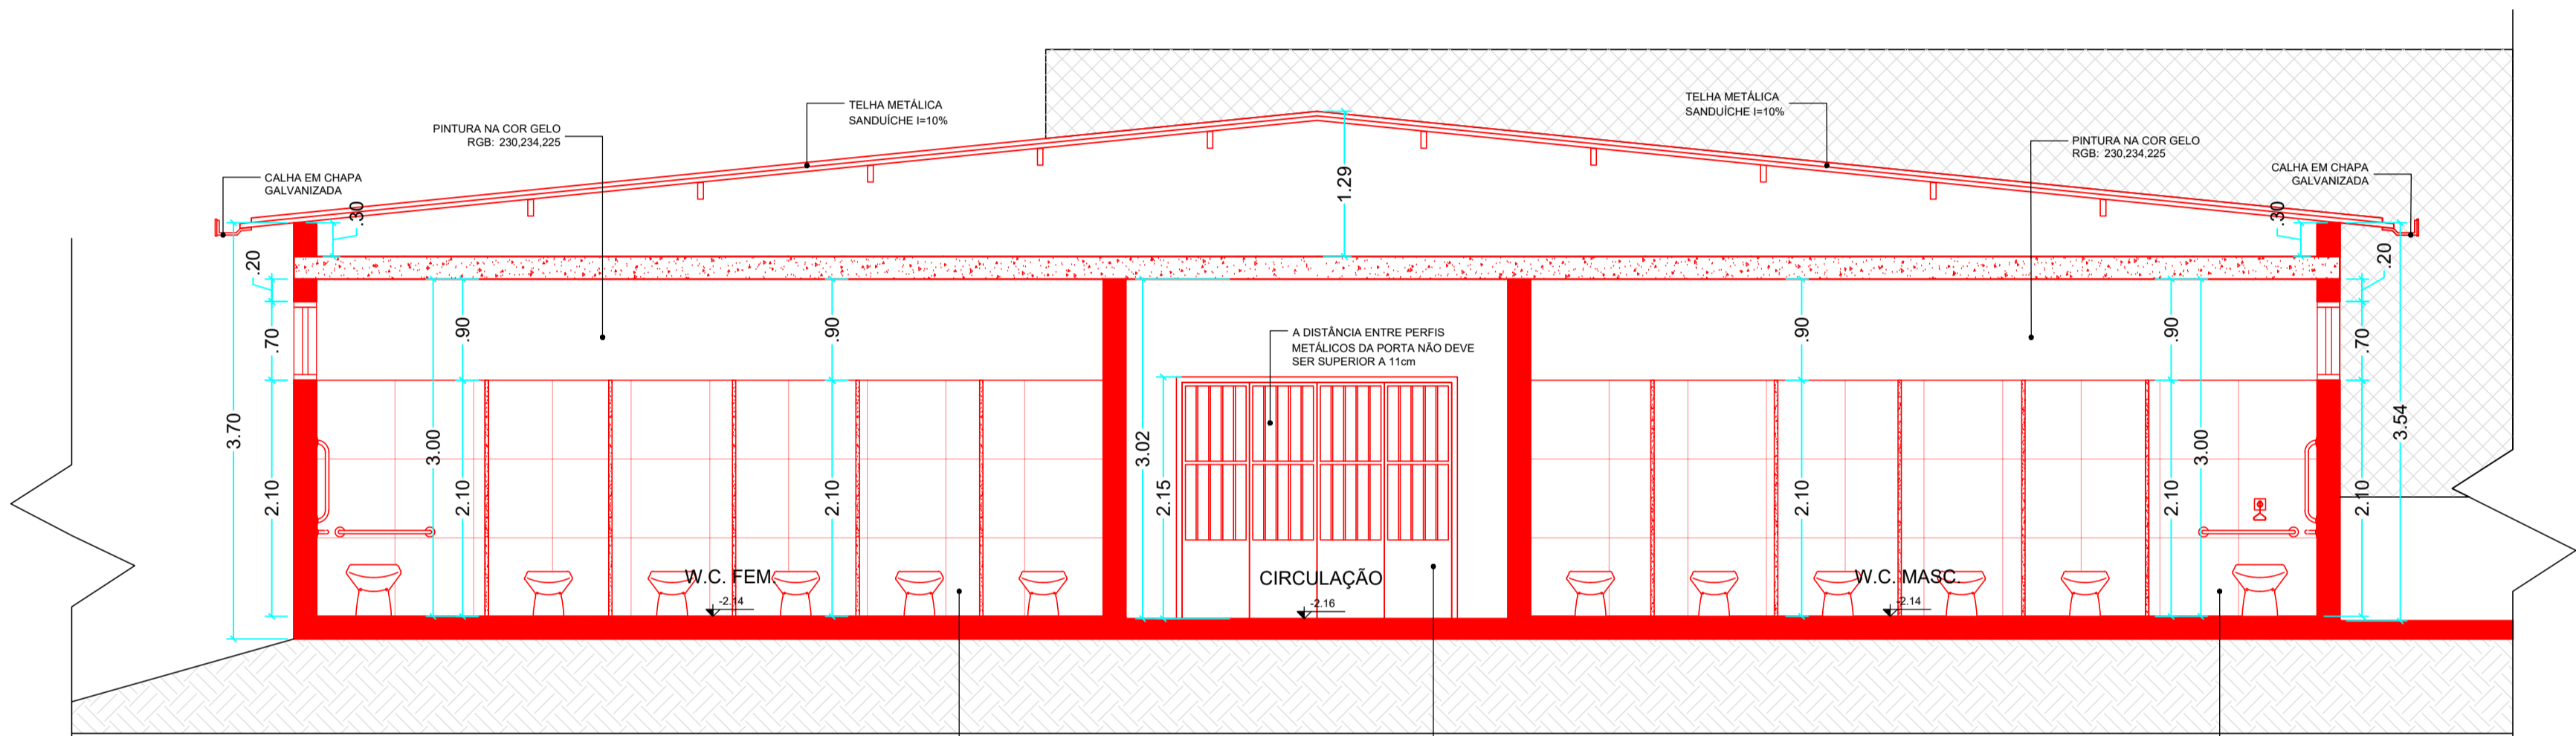 TELHA METÁLICA
SANDUÍCHE I=10%
TELHA METÁLICA
SANDUÍCHE I=10%
PINTURA NA COR GELO
RGB: 230,234,225
PINTURA NA COR GELO
RGB: 230,234,225
CALHA EM CHAPA
GALVANIZADA
CALHA EM CHAPA
GALVANIZADA
1.29
.30
.30
.20
.20
.70
.90
.90
.90
.90
.70
A DISTÂNCIA ENTRE PERFIS
METÁLICOS DA PORTA NÃO DEVE
SER SUPERIOR A 11cm
3.70
3.00
3.02
3.00
3.54
2.10
2.10
2.10
2.15
2.10
2.10
2.10
W.C. FEM.
-2.14
CIRCULAÇÃO
-2.16
W.C. MASC.
-2.14